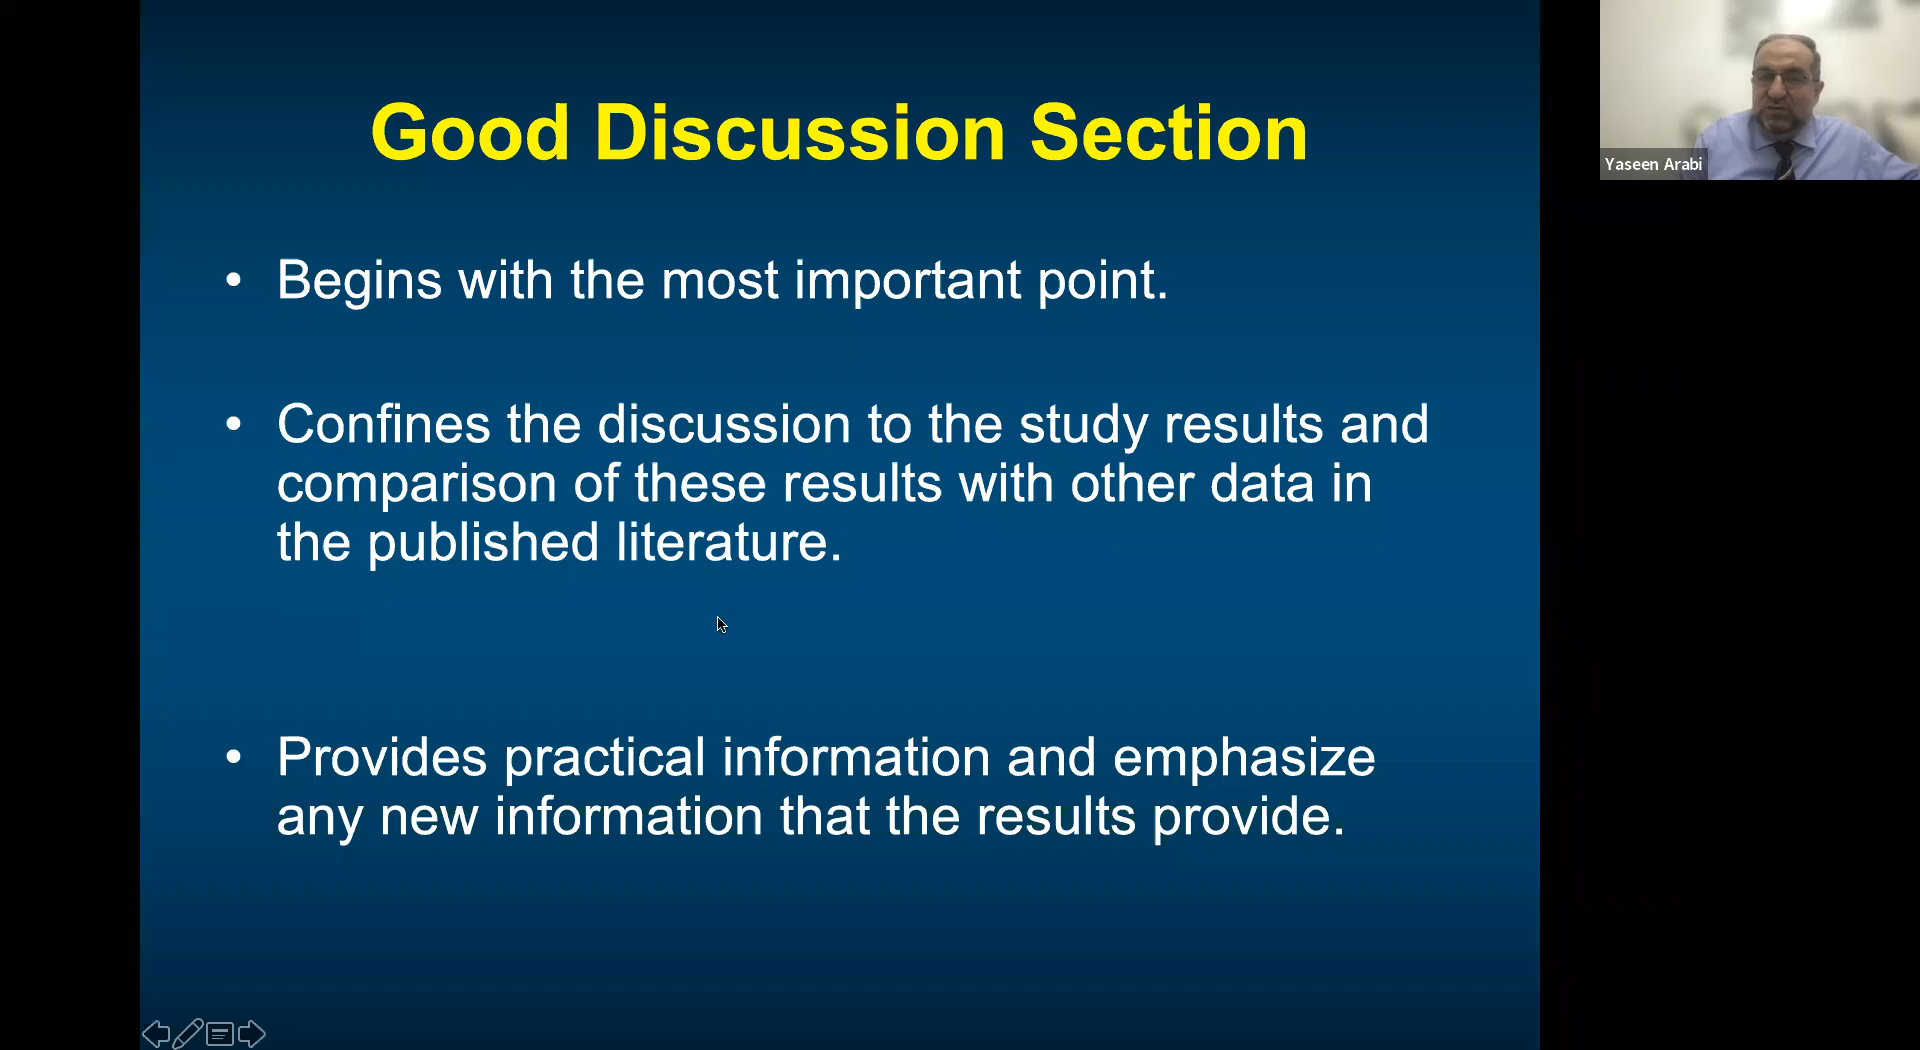 Good Discussion Section
• Begins with the most important point.
• Confines the discussion to the study results and
comparison of these results with other data in
the published literature.
• Provides practical information and emphasize
any new information that the results provide.
Yaseen Arabi